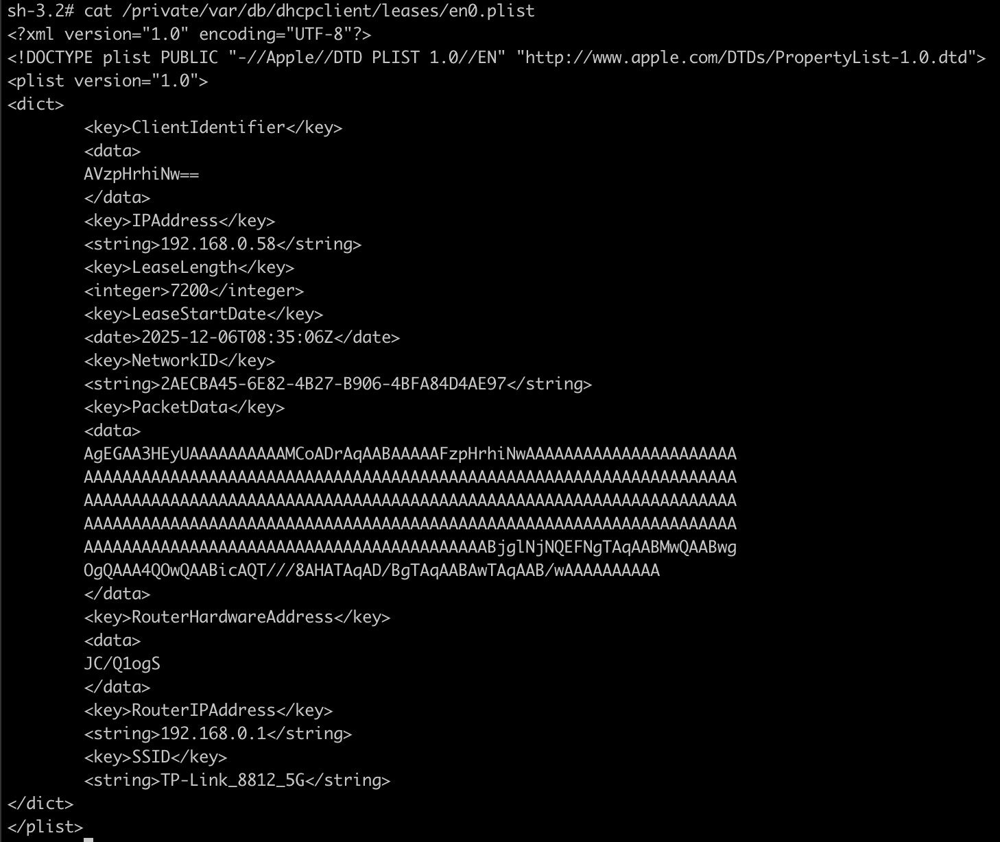 sh-3.2# cat /private/var/db/dhcpclient/leases/en0.plist
<?xml version="1.0" encoding="UTF-8"?>
<!DOCTYPE plist PUBLIC "-//Apple//DTD PLIST 1.0//EN" "http://www.apple.com/DTDs/PropertyList-1.0.dtd">
<plist version="1.0">
<dict>
<key>ClientIdentifier</key>
<data>
AVzpHrhiNw==
</data>
<key>IPAddress</key>
<string>192.168.0.58</string>
<key>LeaseLength</key>
<integer>7200</integer>
<key>LeaseStartDate</key>
<date>2025-12-06T08:35:06Z</date>
<key>NetworkID</key>
<string>2AECBA45-6E82-4B27-B906-4BFA84D4AE97</string>
<key>PacketData</key>
<data>
AgEGAA3HEyUAAAAAAAAAAMCoADrAqAABAAAAAFzpHrhiNwAAAAAAAAAAAAAAAAAAAAAA
AAAAAAAAAAAAAAAAAAAAAAAAAAAAAAAAAAAAAAAAAAAAAAAAAAAAAAAAAAAAAAAAAAAA
AAAAAAAAAAAAAAAAAAAAAAAAAAAAAAAAAAAAAAAAAAAAAAAAAAAAAAAAAAAAAAAAAAAA
AAAAAAAAAAAAAAAAAAAAAAAAAAAAAAAAAAAAAAAAAAAAAAAAAAAAAAAAAAAAAAAAAAAA
AAAAAAAAAAAAAAAAAAAAAAAAAAAAAAAAAAAAAAAAAABjglNjNQEFNgTAqAABMwQAABwg
OgQAAA4QOwQAABicAQT///8AHATAqAD/BgTAqAABAwTAqAAB/wAAAAAAAAAA
</data>
<key>RouterHardwareAddress</key>
<data>
JC/Q1ogS
</data>
<key>RouterIPAddress</key>
<string>192.168.0.1</string>
<key>SSID</key>
<string>TP-Link_8812_5G</string>
</dict>
</plist>